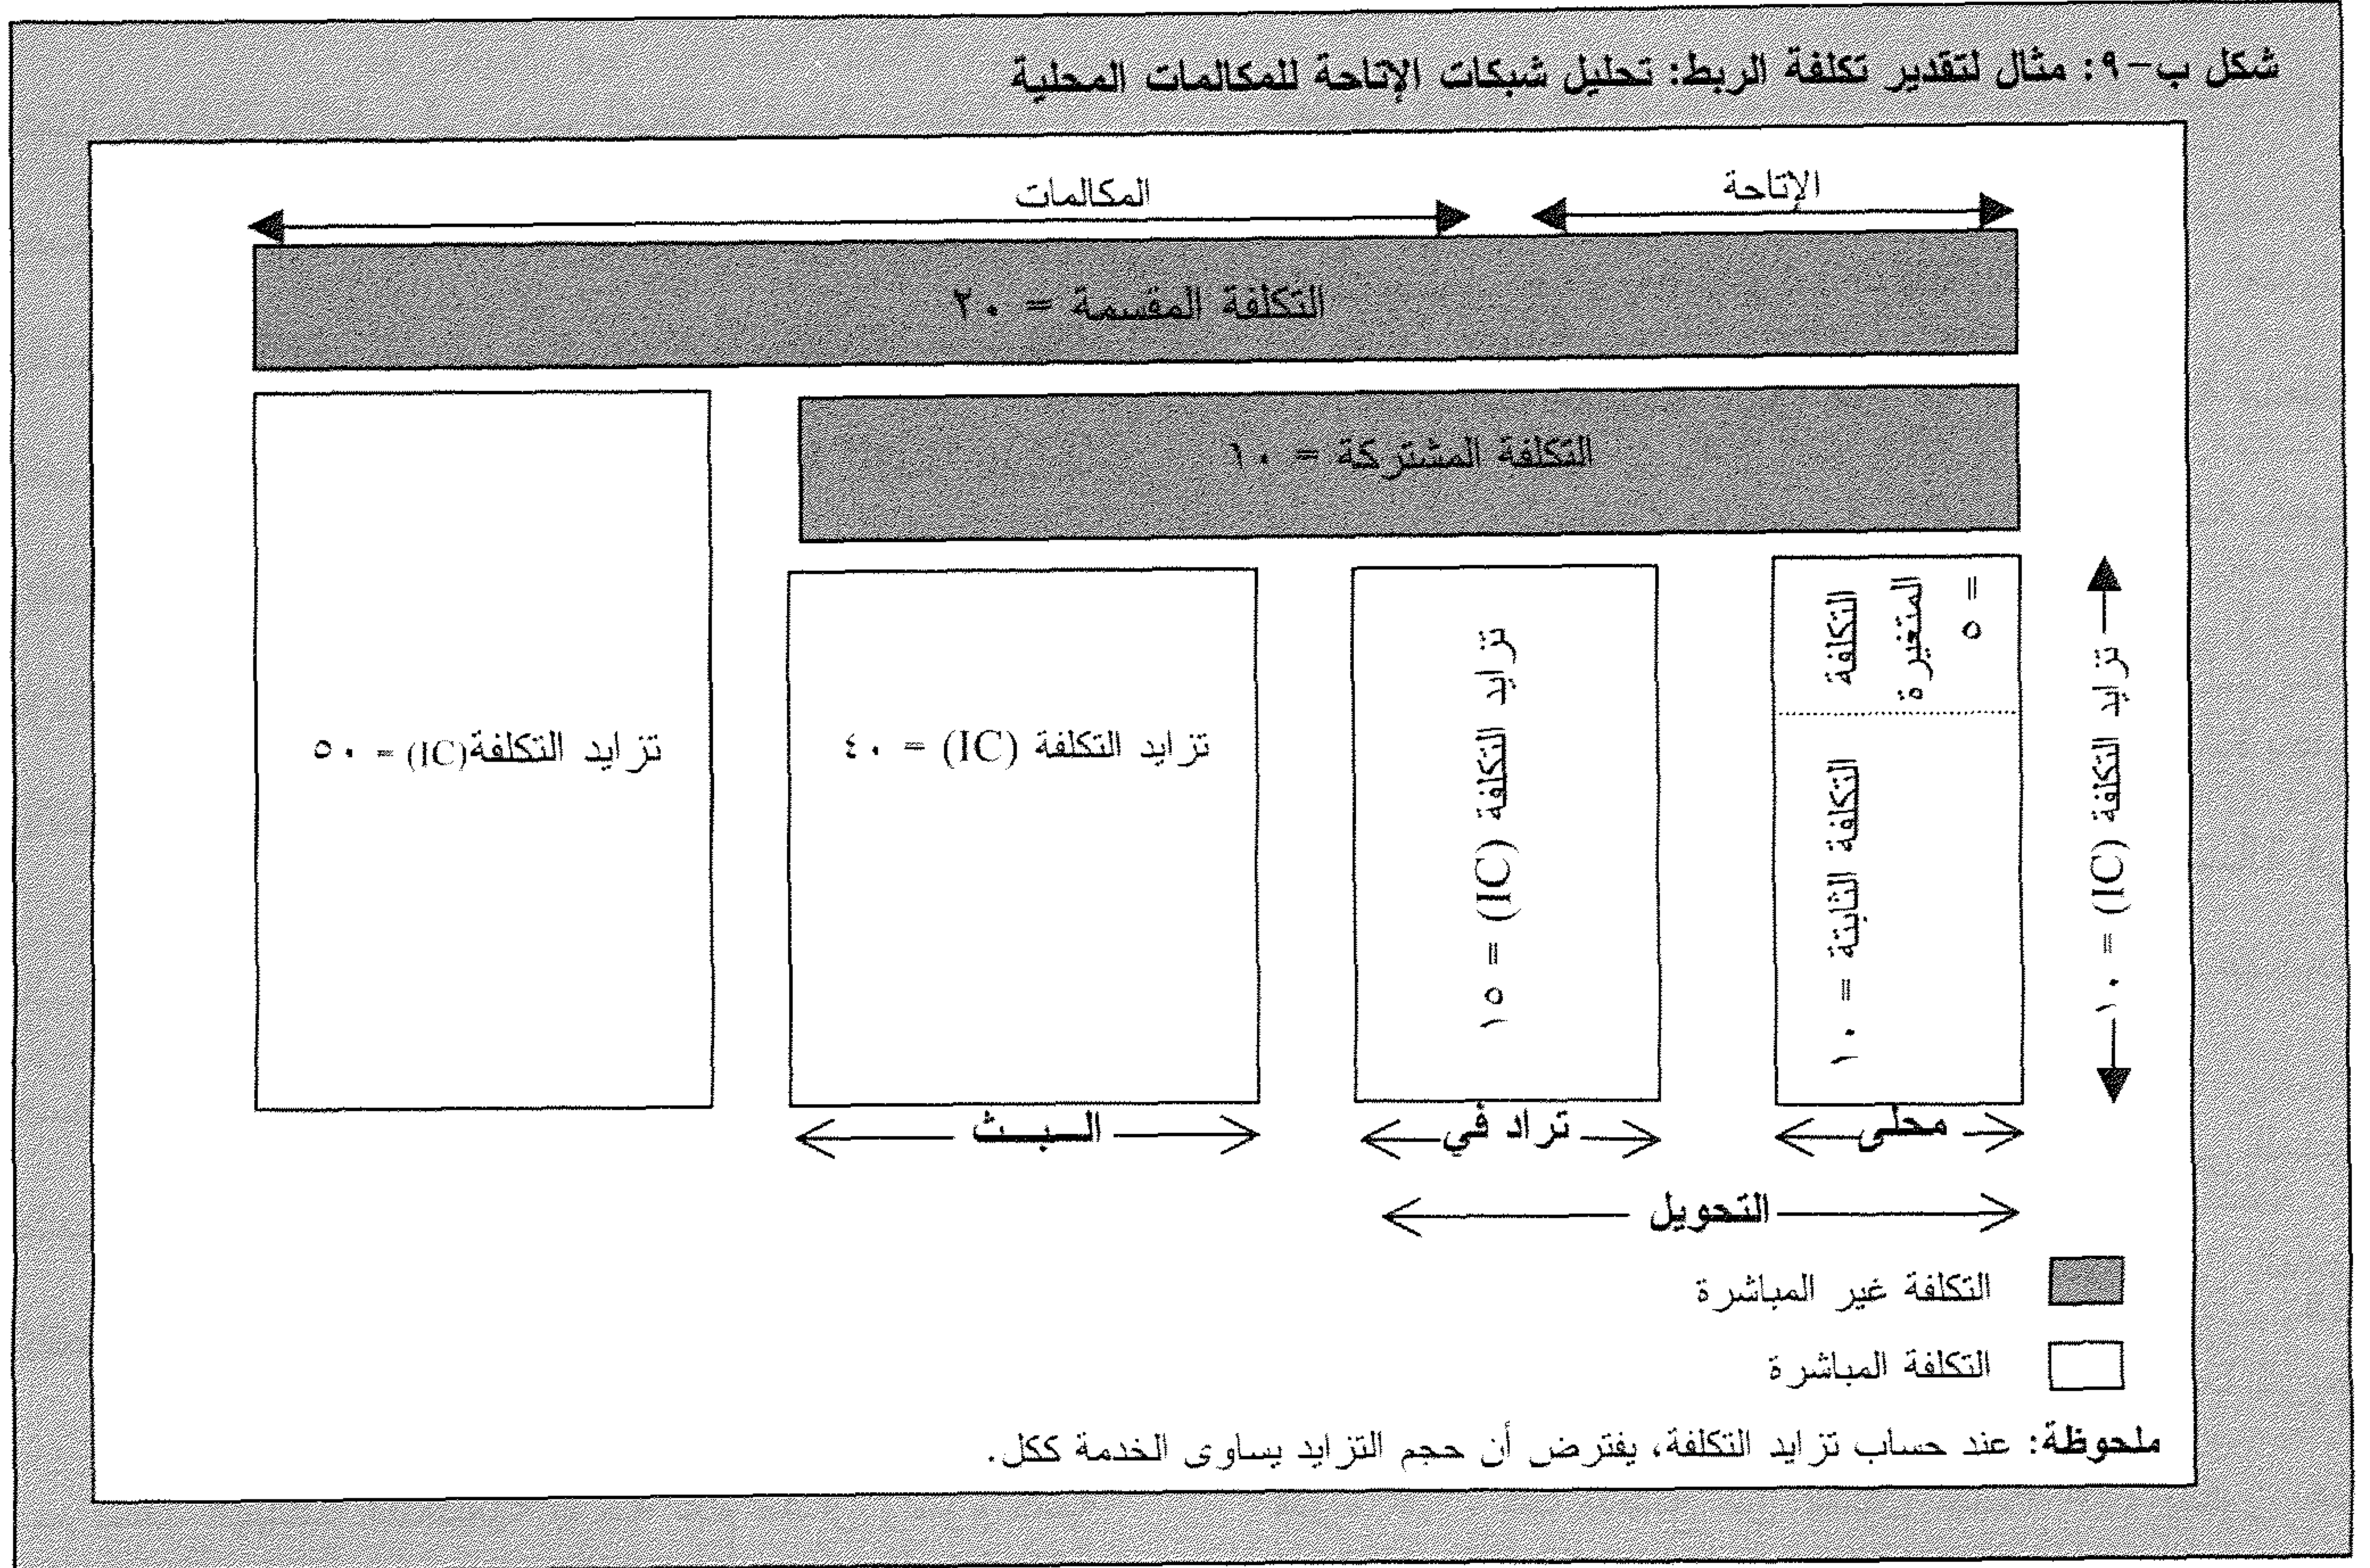 شكل ب-٩: مثال لتقدير تكلفة الربط: تحليل شبكات الإتاحة للمكالمات المحلية
الإتاحة
المكالمات
التكلفة المقسمة = ٢٠
التكلفة المشتركة = ١٠
تزايد التكلفة (IC) = ١٠
التكلفة
المتغيرة
= ٥
التكلفة الثابتة = ١٠
تزايد التكلفة (IC) = ١٥
تزايد التكلفة (IC) = ٤٠
تزايد التكلفة(IC) = ٥٠
محلى
تراد في
البث
التحويل
التكلفة غير المباشرة
التكلفة المباشرة
ملحوظة: عند حساب تزايد التكلفة، يفترض أن حجم التزايد يساوى الخدمة ككل.